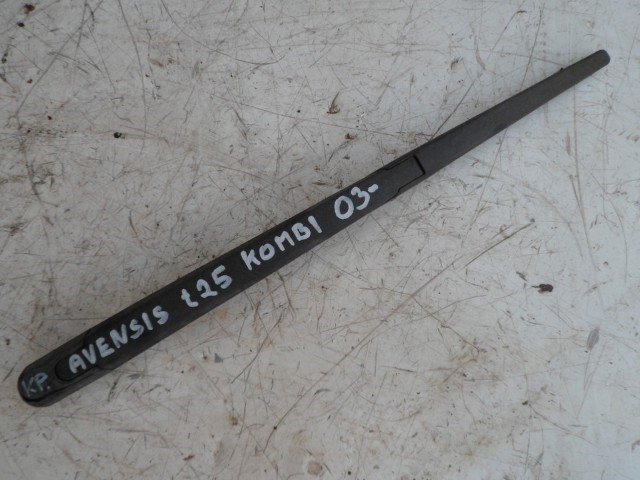 KP. AVENSIS t25 KOMBI 03-